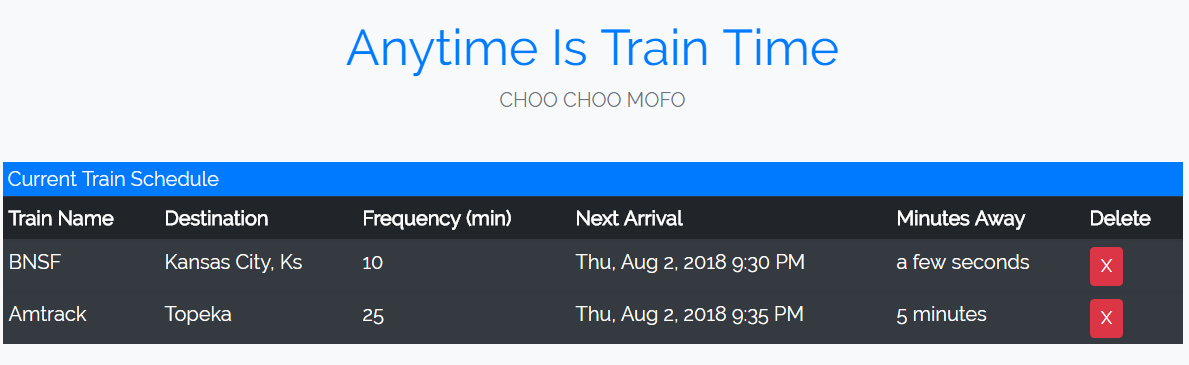 Anytime Is Train Time
CHOO CHOO MOFO
Current Train Schedule
Train Name Destination Frequency (min) Next Arrival Minutes Away Delete
BNSF Kansas City, Ks 10 Thu, Aug 2, 2018 9:30 PM a few seconds X
Amtrack Topeka 25 Thu, Aug 2, 2018 9:35 PM 5 minutes X